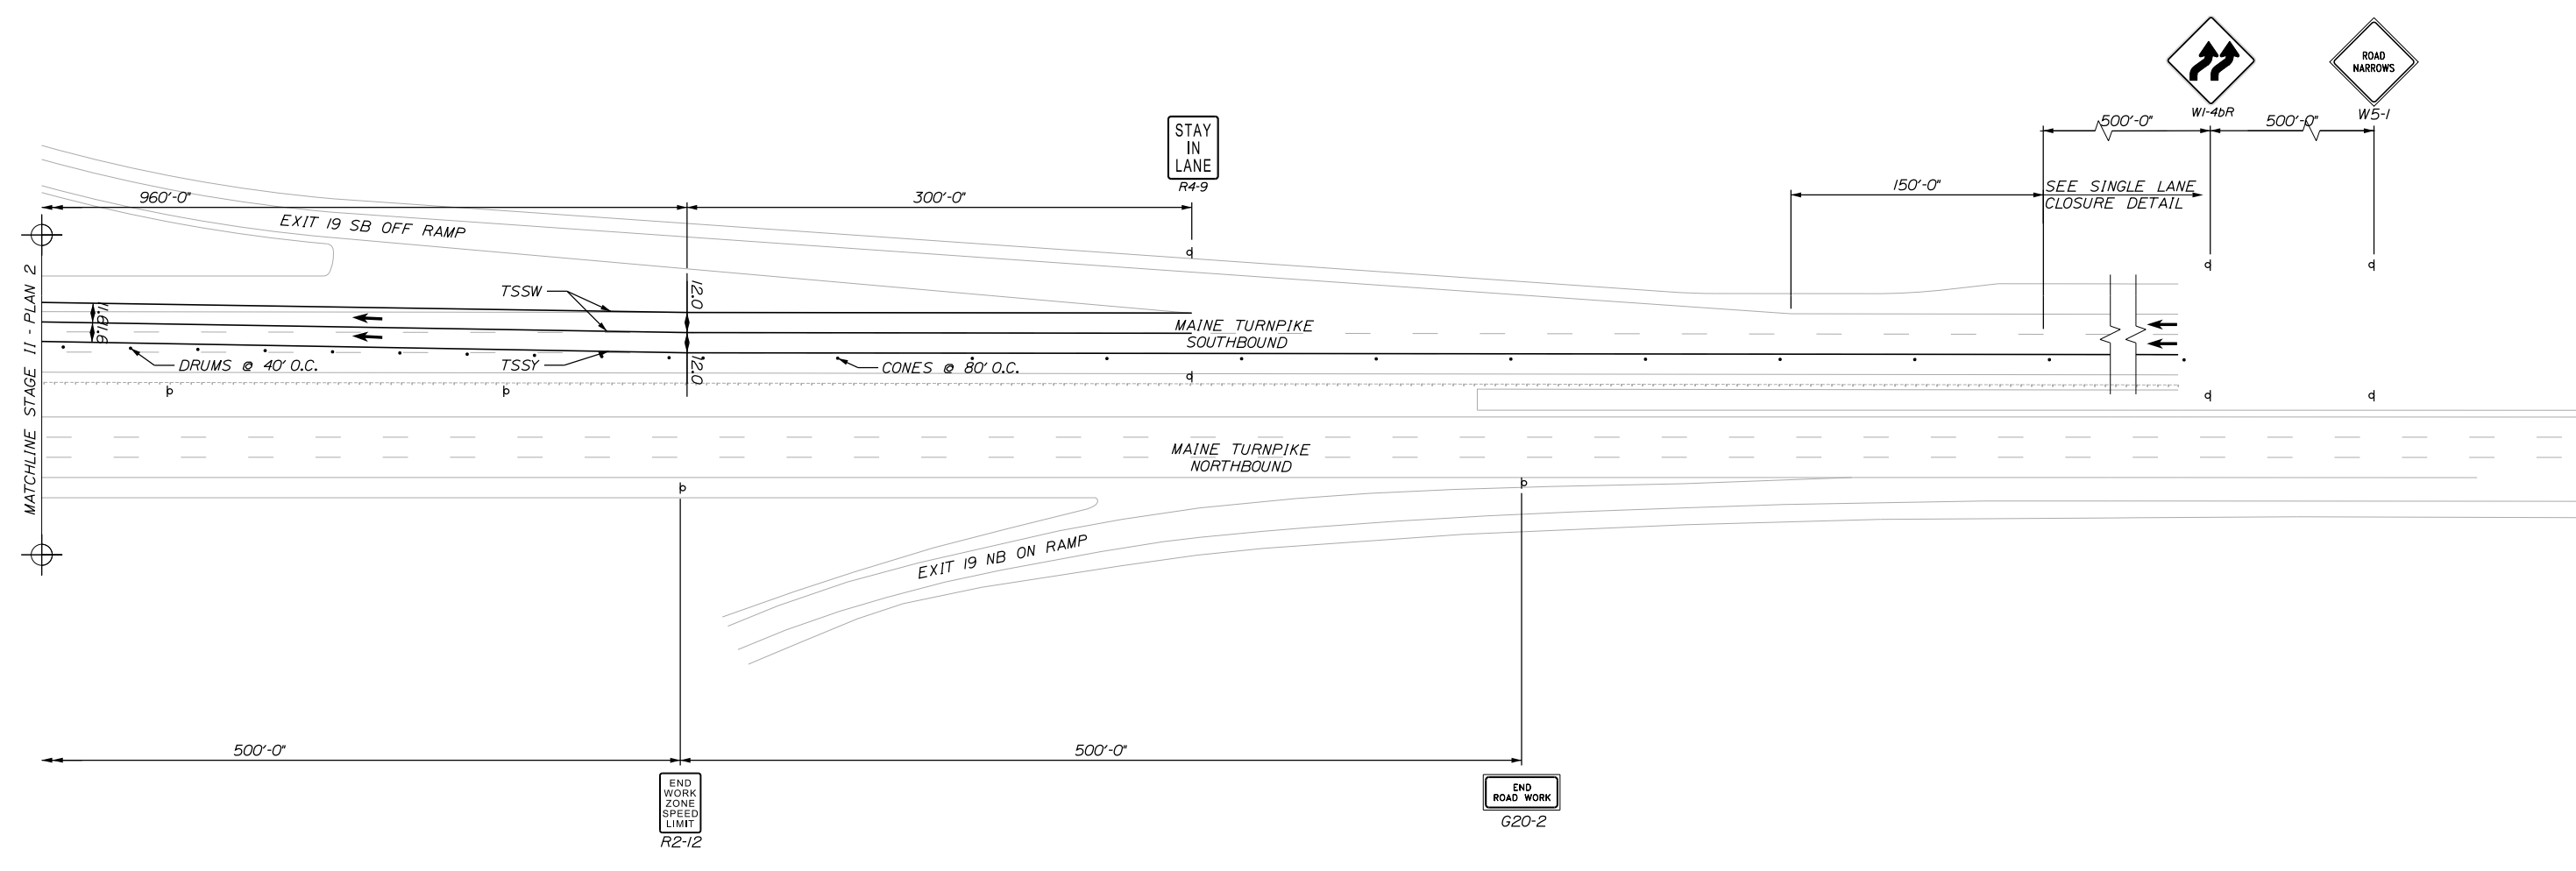 ROAD
NARROWS
W1-4bR
W5-1
500'-0"
500'-0"
STAY
IN
LANE
R4-9
150'-0"
SEE SINGLE LANE
CLOSURE DETAIL
960'-0"
300'-0"
EXIT 19 SB OFF RAMP
MATCHLINE STAGE II - PLAN 2
TSSW
12.0
11.6
11.6
MAINE TURNPIKE
SOUTHBOUND
DRUMS @ 40' O.C.
TSSY
12.0
CONES @ 80' O.C.
MAINE TURNPIKE
NORTHBOUND
EXIT 19 NB ON RAMP
500'-0"
500'-0"
END
WORK
ZONE
SPEED
LIMIT
R2-12
END
ROAD WORK
G20-2